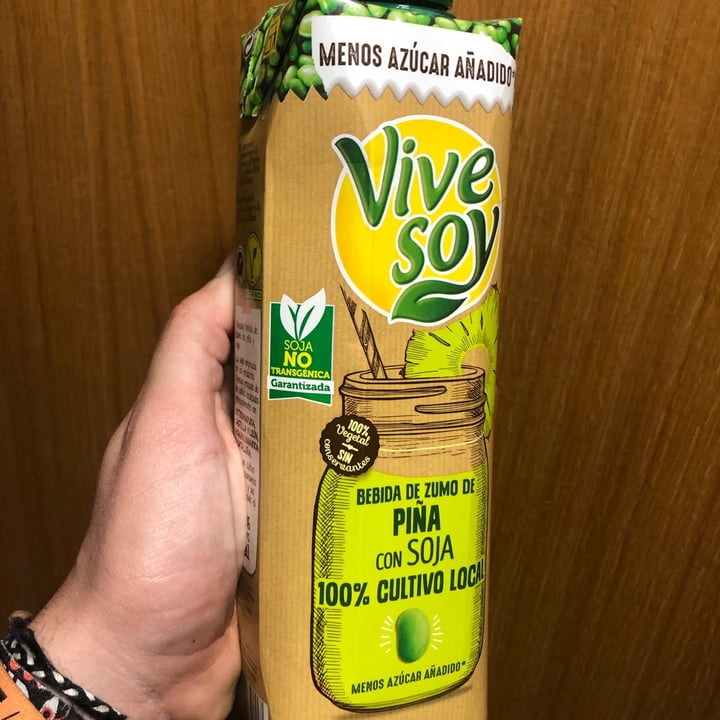 MENOS AZÚCAR AÑADIDO*
Vive
soy
SOJA
NO
TRANSGÉNICA
Garantizada
100%
Vegetal
SIN
conservantes
BEBIDA DE ZUMO DE
PIÑA
CON SOJA
100% CULTIVO LOCAL
MENOS AZÚCAR AÑADIDO*